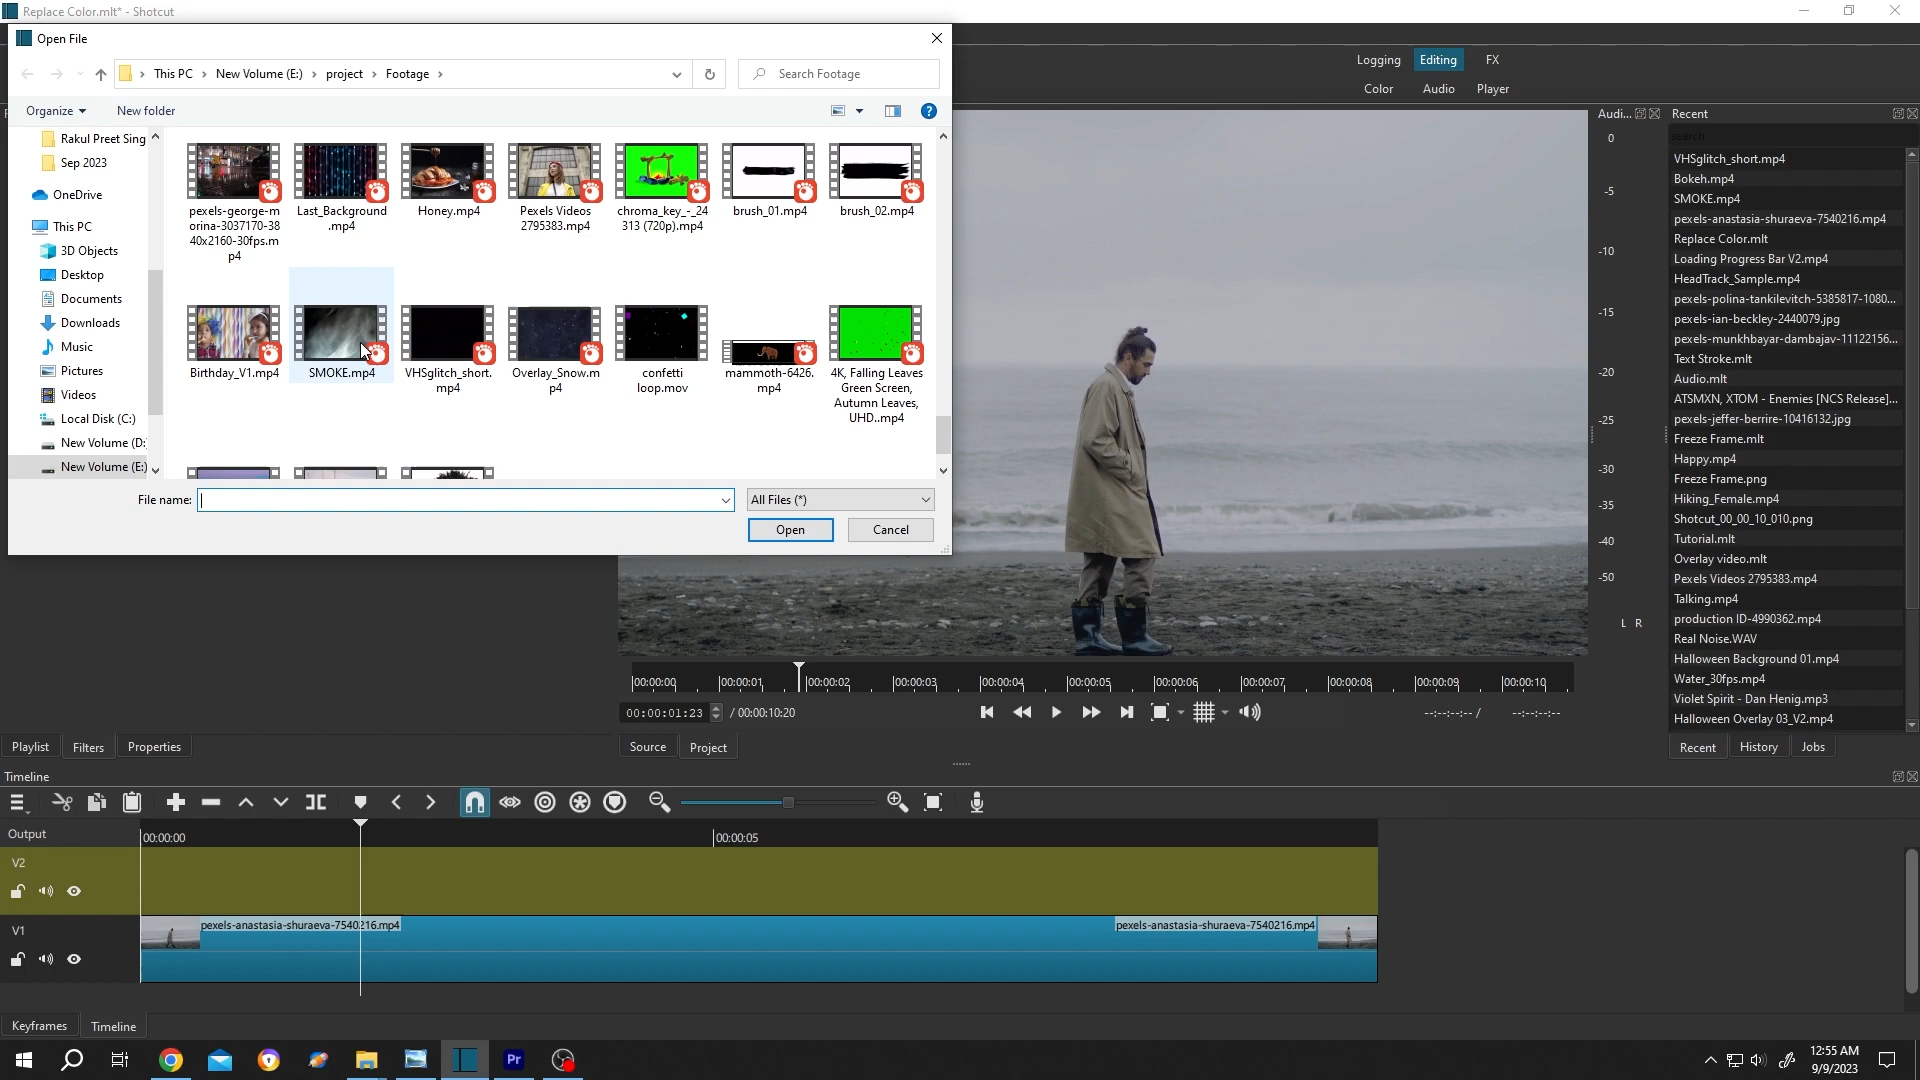 Replace Color.mlt* - Shotcut
Open File
This PC > New Volume (E:) > project > Footage >
Search Footage
Organize
New folder
Rakul Preet Sing
Sep 2023
OneDrive
This PC
3D Objects
Desktop
Documents
Downloads
Music
Pictures
Videos
Local Disk (C:)
New Volume (D:
New Volume (E:)
pexels-george-m
orina-3037170-38
40x2160-30fps.m
p4
Last_Background
.mp4
Honey.mp4
Pexels Videos
2795383.mp4
chroma_key_-_24
313 (720p).mp4
brush_01.mp4
brush_02.mp4
Birthday_V1.mp4
SMOKE.mp4
VHSglitch_short.
mp4
Overlay_Snow.m
p4
confetti
loop.mov
mammoth-6426.
mp4
4K, Falling Leaves
Green Screen,
Autumn Leaves,
UHD..mp4
File name:
All Files (*)
Open
Cancel
Logging
Editing
FX
Color
Audio
Player
Audi...
0
-5
-10
-15
-20
-25
-30
-35
-40
-50
L R
Recent
search
VHSglitch_short.mp4
Bokeh.mp4
SMOKE.mp4
pexels-anastasia-shuraeva-7540216.mp4
Replace Color.mlt
Loading Progress Bar V2.mp4
HeadTrack_Sample.mp4
pexels-polina-tankilevitch-5385817-1080...
pexels-ian-beckley-2440079.jpg
pexels-munkhbayar-dambajav-11122156...
Text Stroke.mlt
Audio.mlt
ATSMXN, XTOM - Enemies [NCS Release]...
pexels-jeffer-berrire-10416132.jpg
Freeze Frame.mlt
Happy.mp4
Freeze Frame.png
Hiking_Female.mp4
Shotcut_00_00_10_010.png
Tutorial.mlt
Overlay video.mlt
Pexels Videos 2795383.mp4
Talking.mp4
production ID-4990362.mp4
Real Noise.WAV
Halloween Background 01.mp4
Water_30fps.mp4
Violet Spirit - Dan Henig.mp3
Halloween Overlay 03_V2.mp4
Recent
History
Jobs
00:00:00
00:00:01
00:00:02
00:00:03
00:00:04
00:00:05
00:00:06
00:00:07
00:00:08
00:00:09
00:00:10
00:00:01:23
/ 00:00:10:20
--:--:--:-- /
--:--:--:--
Playlist
Filters
Properties
Source
Project
Timeline
Output
00:00:00
00:00:05
V2
V1
pexels-anastasia-shuraeva-7540216.mp4
pexels-anastasia-shuraeva-7540216.mp4
Keyframes
Timeline
Pr
12:55 AM
9/9/2023